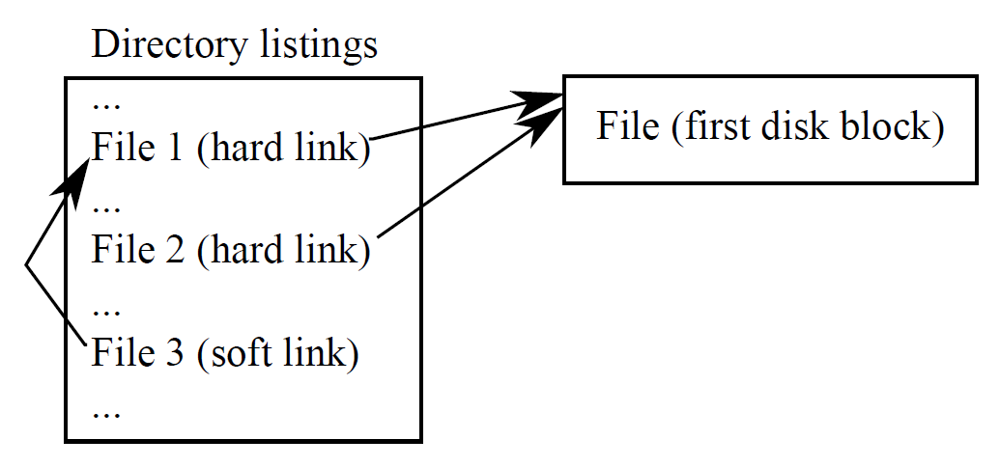 Directory listings
...
File 1 (hard link)
...
File 2 (hard link)
...
File 3 (soft link)
...
File (first disk block)